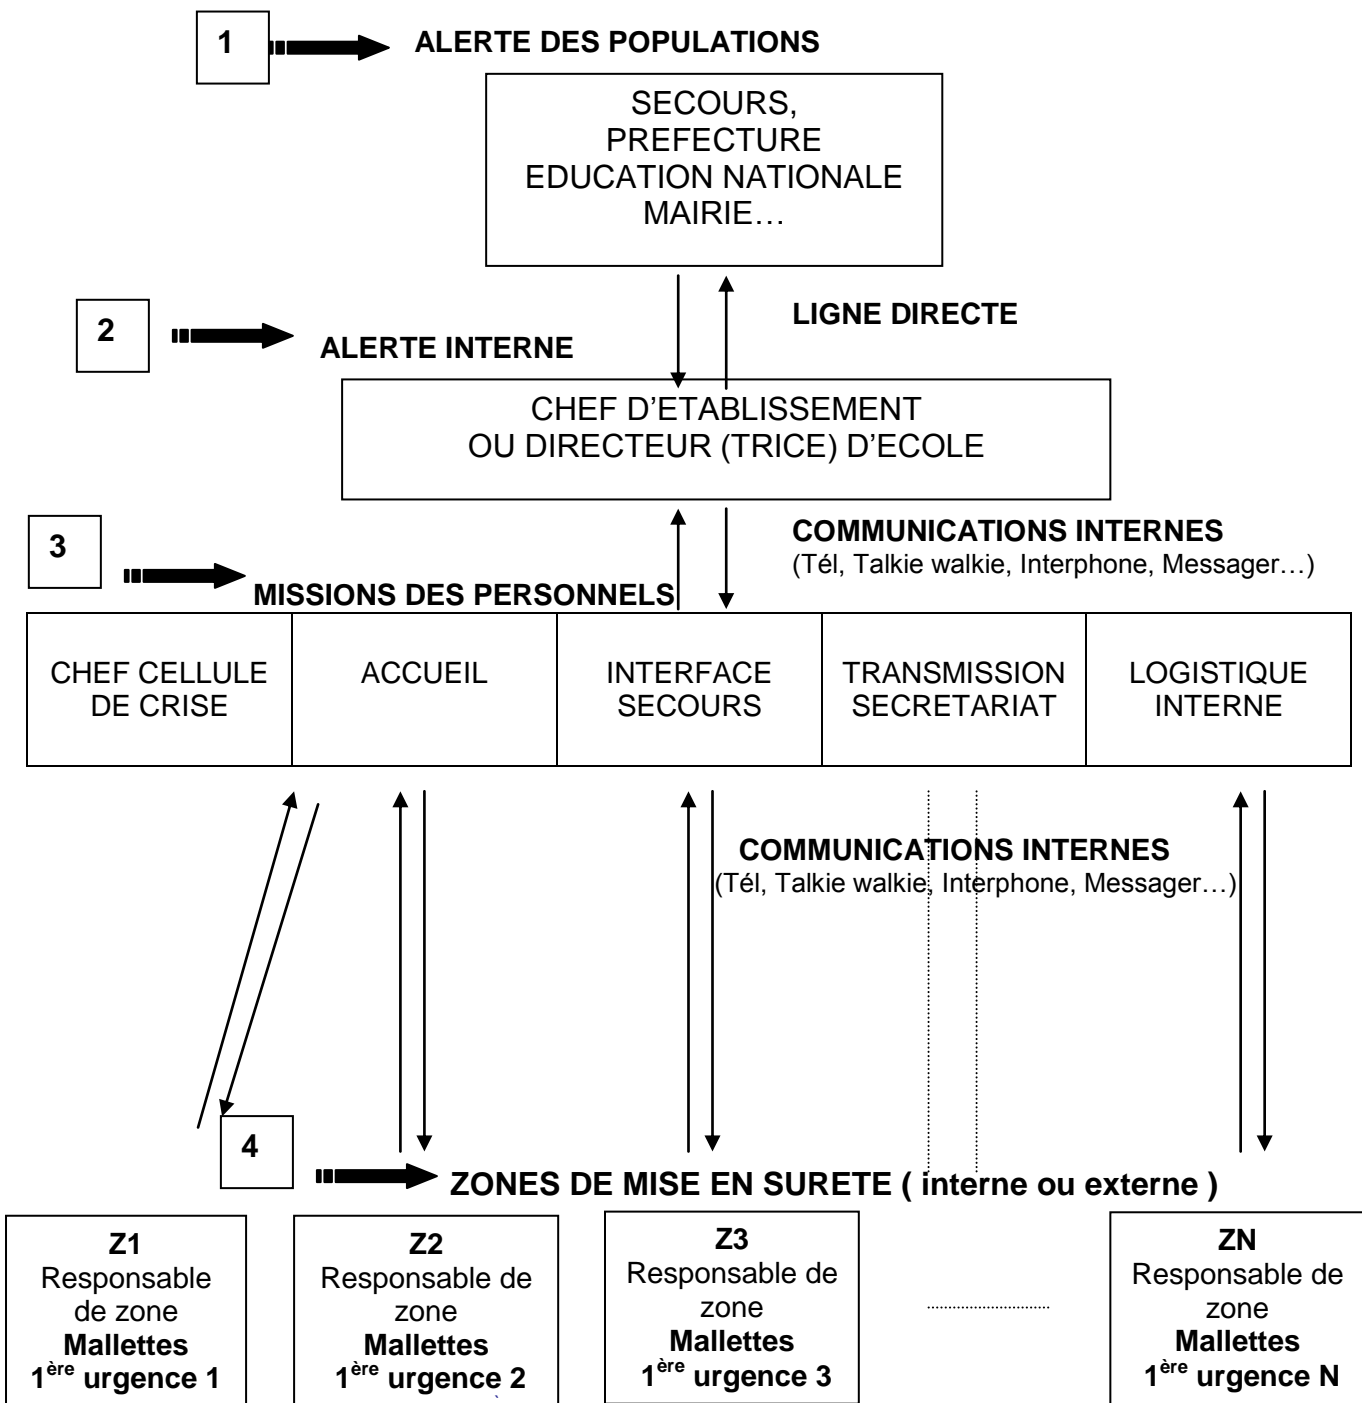 1
ALERTE DES POPULATIONS
SECOURS,
PREFECTURE
EDUCATION NATIONALE
MAIRIE…
LIGNE DIRECTE
2
ALERTE INTERNE
CHEF D'ETABLISSEMENT
OU DIRECTEUR (TRICE) D'ECOLE
COMMUNICATIONS INTERNES
(Tél, Talkie walkie, Interphone, Messager…)
3
MISSIONS DES PERSONNELS
CHEF CELLULE
DE CRISE
ACCUEIL
INTERFACE
SECOURS
TRANSMISSION
SECRETARIAT
LOGISTIQUE
INTERNE
COMMUNICATIONS INTERNES
(Tél, Talkie walkie, Interphone, Messager…)
4
ZONES DE MISE EN SURETE ( interne ou externe )
Z1
Responsable
de zone
Mallettes
1ère urgence 1
Z2
Responsable de
zone
Mallettes
1ère urgence 2
Z3
Responsable de
zone
Mallettes
1ère urgence 3
ZN
Responsable de
zone
Mallettes
1ère urgence N